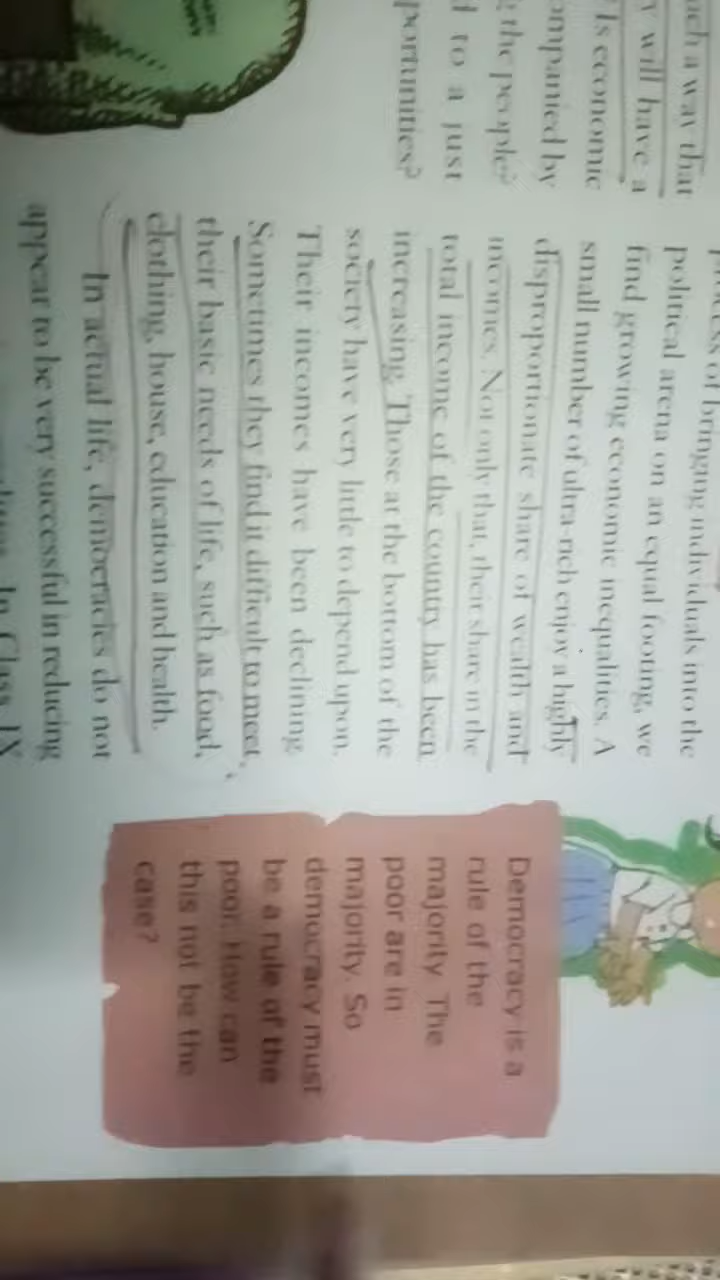 uch a way that
y will have a
Is economic
ompanied by
the people?
d to a just
portunities?
process of bringing individuals into the
political arena on an equal footing, we
find growing economic inequalities. A
small number of ultra-rich enjoy a highly
disproportionate share of wealth and
incomes. Not only that, their share in the
total income of the country has been
increasing. Those at the bottom of the
society have very little to depend upon.
Their incomes have been declining.
Sometimes they find it difficult to meet
their basic needs of life, such as food,
clothing, house, education and health.
In actual life, democracies do not
appear to be very successful in reducing
In Class IX
Democracy is a
rule of the
majority. The
poor are in
majority. So
democracy must
be a rule of the
poor. How can
this not be the
case?